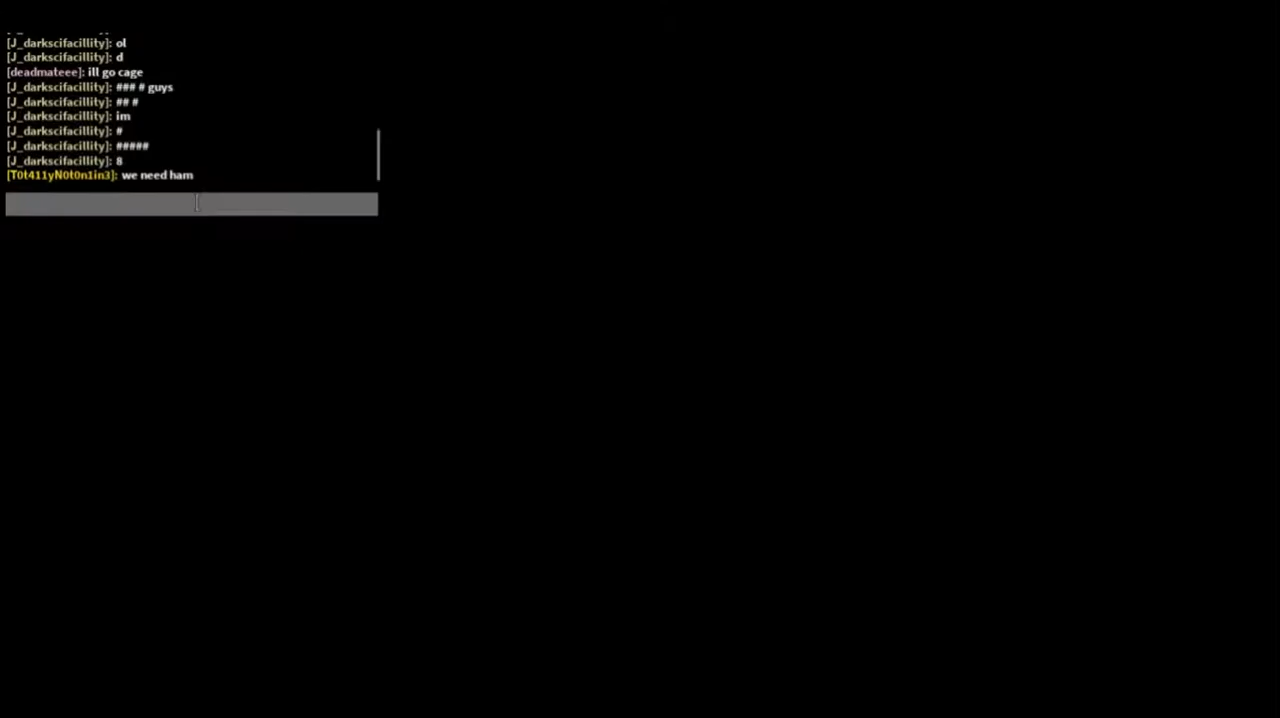 [J_darkscifacillity]: ol
[J_darkscifacillity]: d
[deadmateee]: ill go cage
[J_darkscifacillity]: ### # guys
[J_darkscifacillity]: ## #
[J_darkscifacillity]: im
[J_darkscifacillity]: #
[J_darkscifacillity]: #####
[J_darkscifacillity]: 8
[T0t411yN0t0n1in3]: we need ham